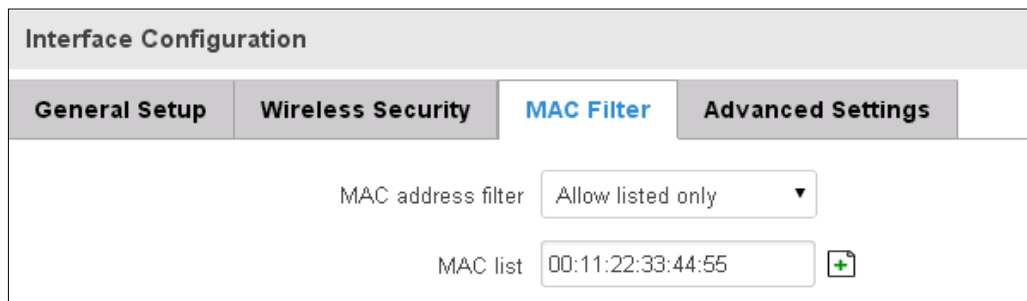 Interface Configuration
General Setup
Wireless Security
MAC Filter
Advanced Settings
MAC address filter
Allow listed only
MAC list
00:11:22:33:44:55